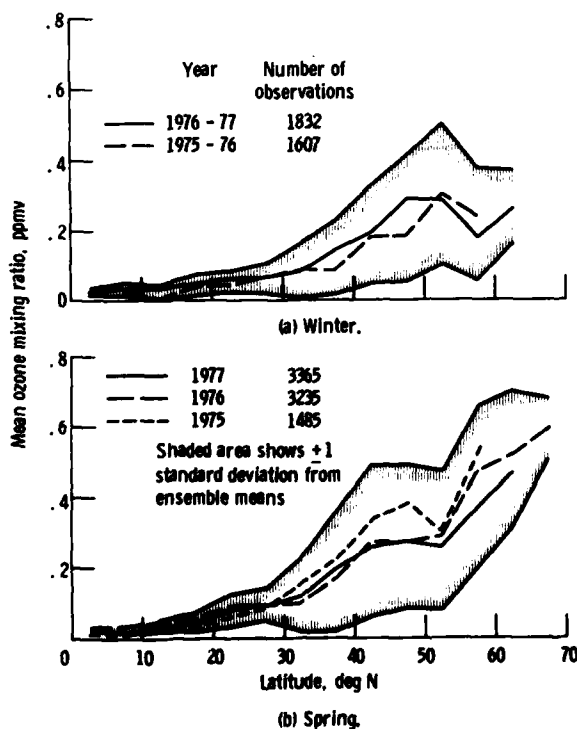 .8
.6
.4
.2
0
Year Number of observations
1976 - 77 1832
1975 - 76 1607
(a) Winter.
Mean ozone mixing ratio, ppmv
.8
.6
.4
.2
0 10 20 30 40 50 60 70
1977 3365
1976 3235
1975 1485
Shaded area shows ±1
standard deviation from
ensemble means
Latitude, deg N
(b) Spring.